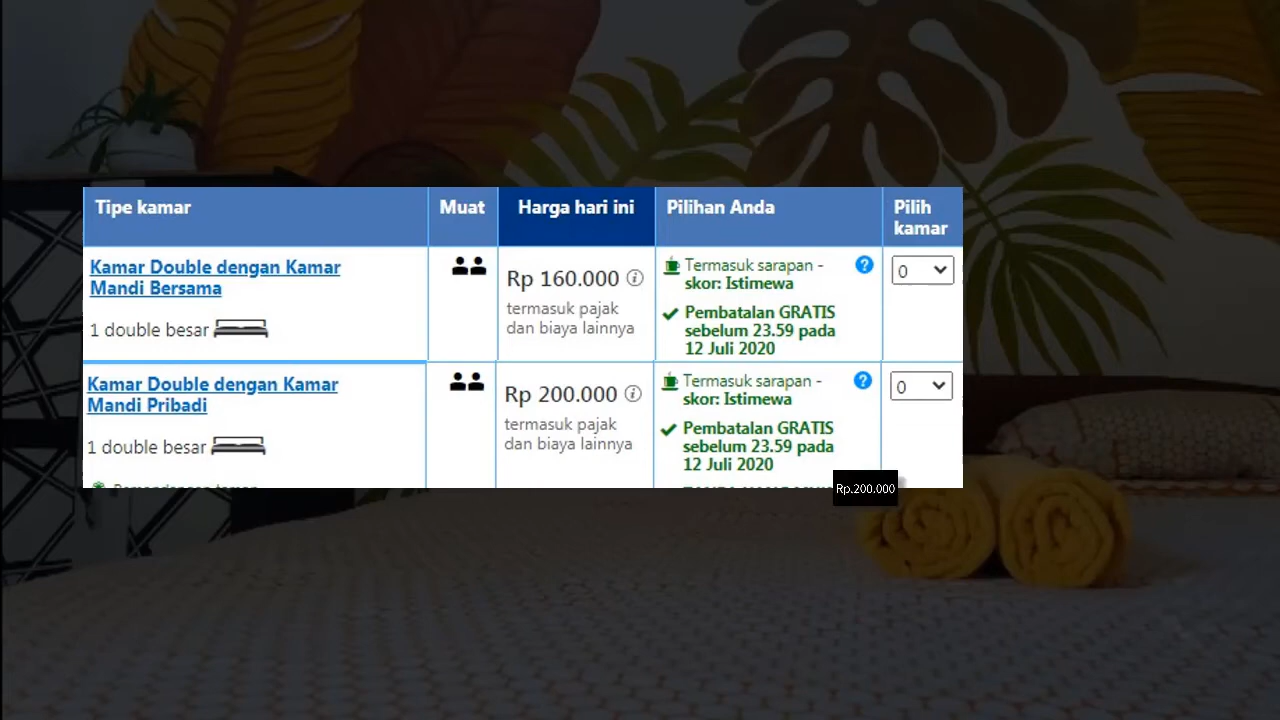 Tipe kamar
Muat
Harga hari ini
Pilihan Anda
Pilih
kamar
Kamar Double dengan Kamar
Mandi Bersama
1 double besar
Rp 160.000
termasuk pajak
dan biaya lainnya
Termasuk sarapan -
skor: Istimewa
Pembatalan GRATIS
sebelum 23.59 pada
12 Juli 2020
0
Kamar Double dengan Kamar
Mandi Pribadi
1 double besar
Rp 200.000
termasuk pajak
dan biaya lainnya
Termasuk sarapan -
skor: Istimewa
Pembatalan GRATIS
sebelum 23.59 pada
12 Juli 2020
0
Rp.200.000